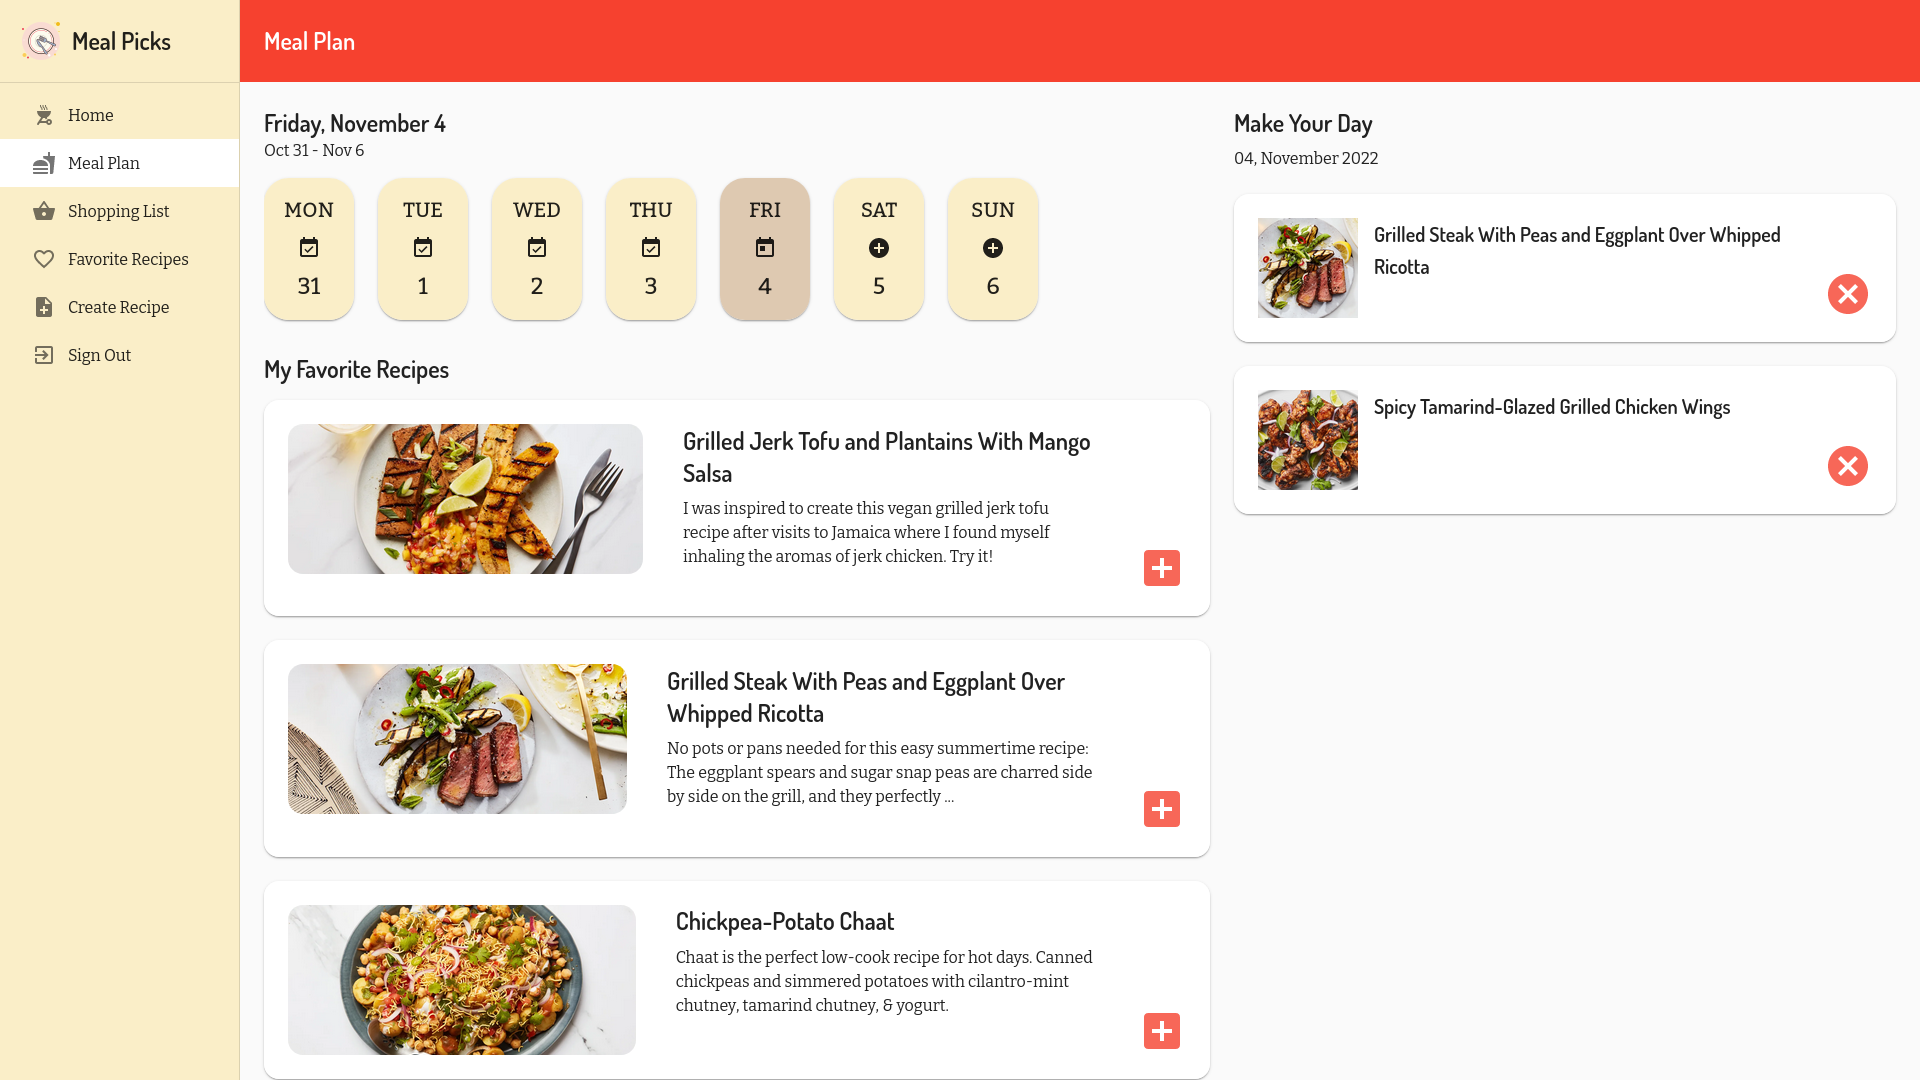 Meal Picks
Home
Meal Plan
Shopping List
Favorite Recipes
Create Recipe
Sign Out
Meal Plan
Friday, November 4
Oct 31 - Nov 6
MON
31
TUE
1
WED
2
THU
3
FRI
4
SAT
5
SUN
6
My Favorite Recipes
Grilled Jerk Tofu and Plantains With Mango
Salsa
I was inspired to create this vegan grilled jerk tofu
recipe after visits to Jamaica where I found myself
inhaling the aromas of jerk chicken. Try it!
Grilled Steak With Peas and Eggplant Over
Whipped Ricotta
No pots or pans needed for this easy summertime recipe:
The eggplant spears and sugar snap peas are charred side
by side on the grill, and they perfectly ...
Chickpea-Potato Chaat
Chaat is the perfect low-cook recipe for hot days. Canned
chickpeas and simmered potatoes with cilantro-mint
chutney, tamarind chutney, & yogurt.
Make Your Day
04, November 2022
Grilled Steak With Peas and Eggplant Over Whipped
Ricotta
Spicy Tamarind-Glazed Grilled Chicken Wings